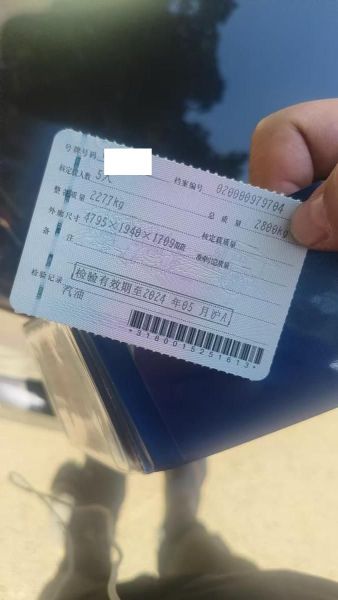 号牌号码
档案编号 020000979704
核定载人数 5人
总质量 2800kg
整备质量 2277kg
核定载质量
外廓尺寸 4795×1940×1709mm
准牵引总质量
备注
检验有效期至2024年05月沪A
检验记录
汽油
*3160015251613*